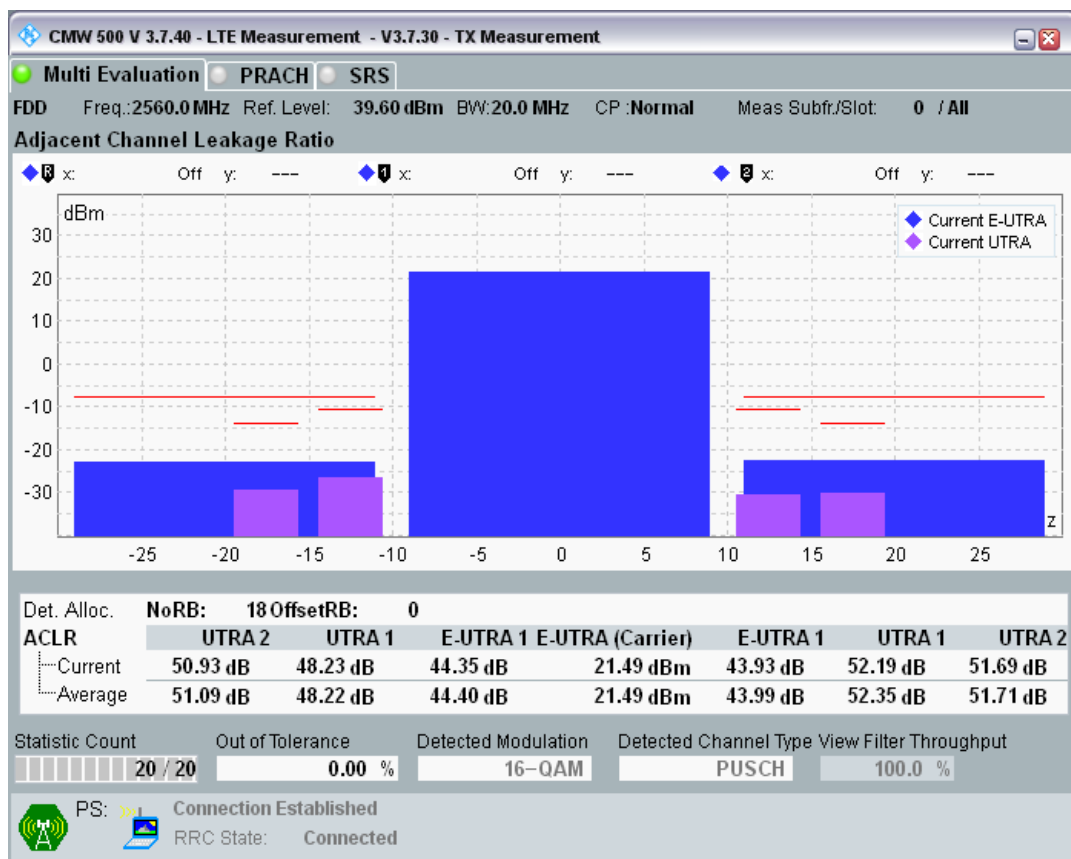 CMW 500 V 3.7.40 - LTE Measurement - V3.7.30 - TX Measurement
Multi Evaluation PRACH SRS
FDD Freq.:2560.0 MHz Ref. Level: 39.60 dBm BW:20.0 MHz CP :Normal Meas Subfr./Slot: 0 / All
Adjacent Channel Leakage Ratio
R x: Off y: --- 1 x: Off y: --- 2 x: Off y: ---
dBm
Current E-UTRA
Current UTRA
30
20
10
0
-10
-20
-30
z
-25 -20 -15 -10 -5 0 5 10 15 20 25
Det. Alloc. NoRB: 18 OffsetRB: 0
ACLR UTRA 2 UTRA 1 E-UTRA 1 E-UTRA (Carrier) E-UTRA 1 UTRA 1 UTRA 2
Current 50.93 dB 48.23 dB 44.35 dB 21.49 dBm 43.93 dB 52.19 dB 51.69 dB
Average 51.09 dB 48.22 dB 44.40 dB 21.49 dBm 43.99 dB 52.35 dB 51.71 dB
Statistic Count Out of Tolerance Detected Modulation Detected Channel Type View Filter Throughput
20 / 20 0.00 % 16-QAM PUSCH 100.0 %
PS: Connection Established
RRC State: Connected